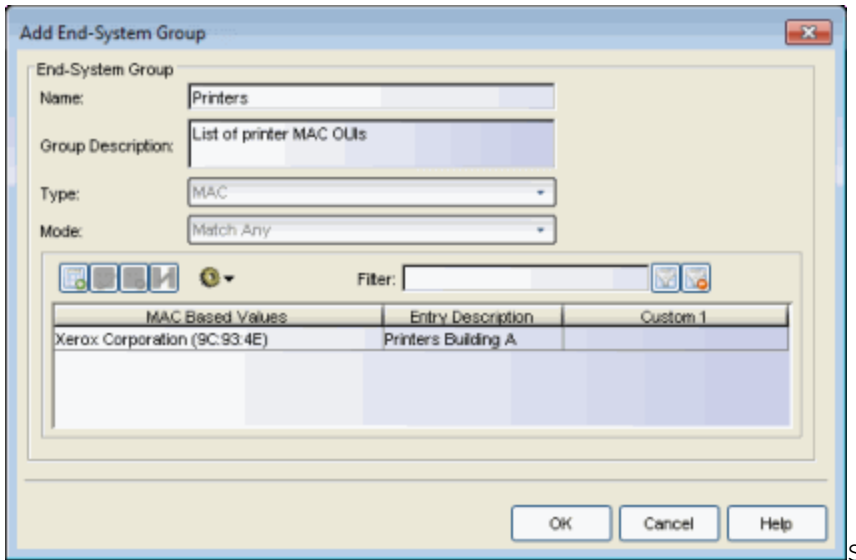 Add End-System Group
End-System Group
Name: Printers
Group Description: List of printer MAC OUIs
Type: MAC
Mode: Match Any
Filter:
MAC Based Values Entry Description Custom 1
Xerox Corporation (9C:93:4E) Printers Building A
OK Cancel Help
S